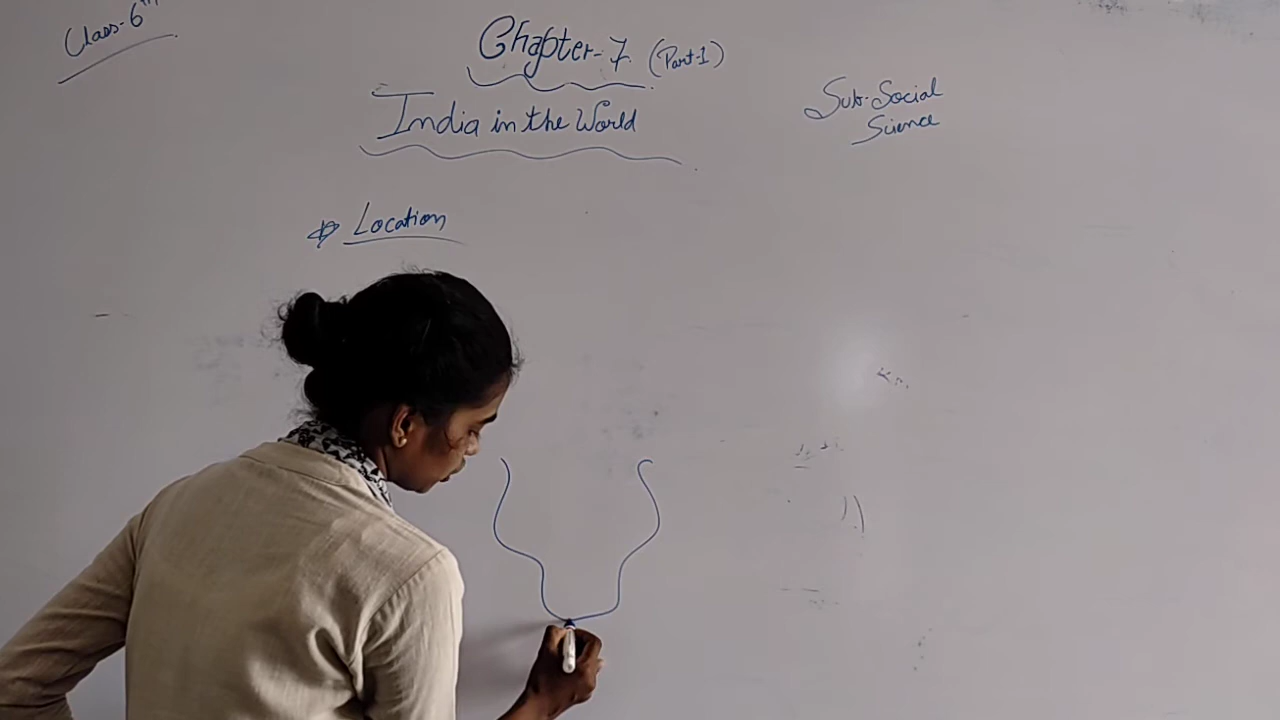 Class-6th
Chapter-7 (Part-1)
India in the World
Sub-Social
Science
Location